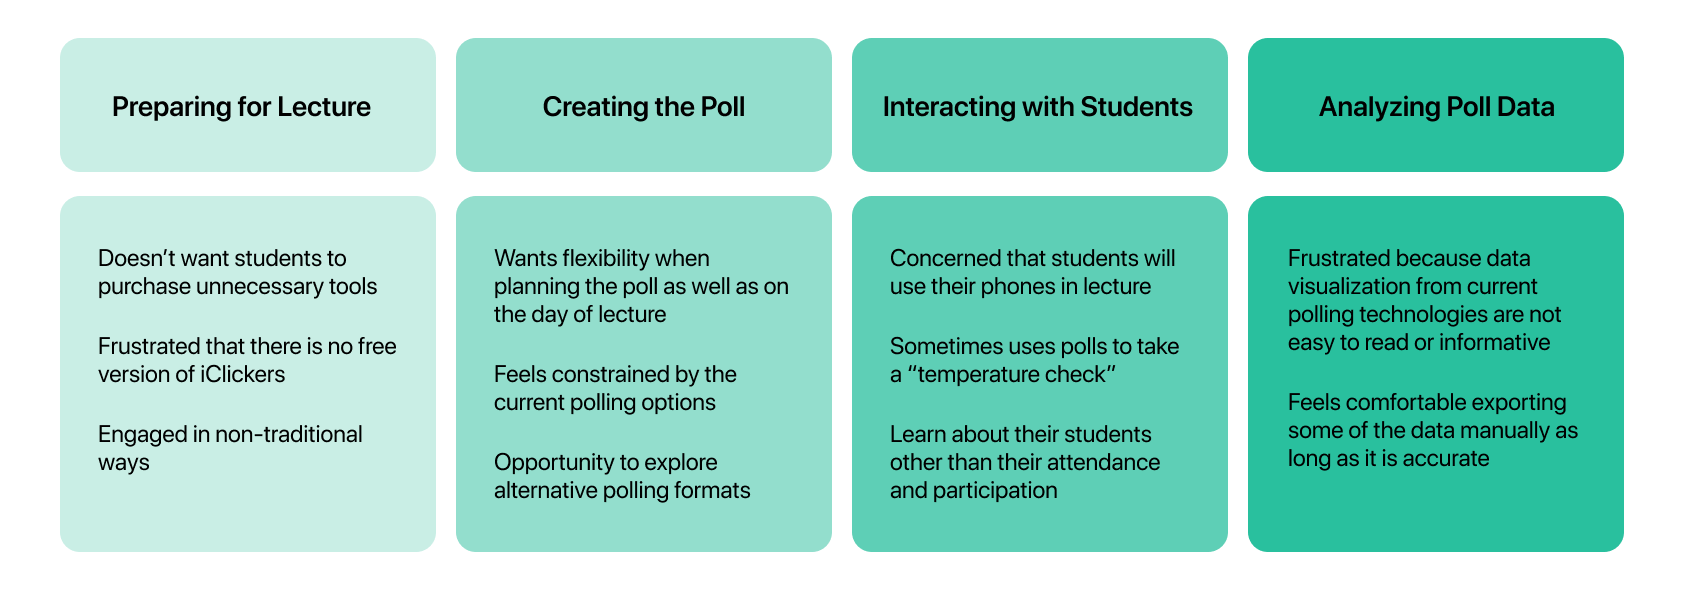 Preparing for Lecture
Creating the Poll
Interacting with Students
Analyzing Poll Data
Doesn’t want students to
purchase unnecessary tools
Frustrated that there is no free
version of iClickers
Engaged in non-traditional
ways
Wants flexibility when
planning the poll as well as on
the day of lecture
Feels constrained by the
current polling options
Opportunity to explore
alternative polling formats
Concerned that students will
use their phones in lecture
Sometimes uses polls to take
a “temperature check”
Learn about their students
other than their attendance
and participation
Frustrated because data
visualization from current
polling technologies are not
easy to read or informative
Feels comfortable exporting
some of the data manually as
long as it is accurate